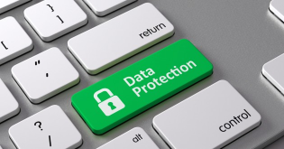 return
Data
Protection
alt
control
}
]
{
[
"
'
?
/